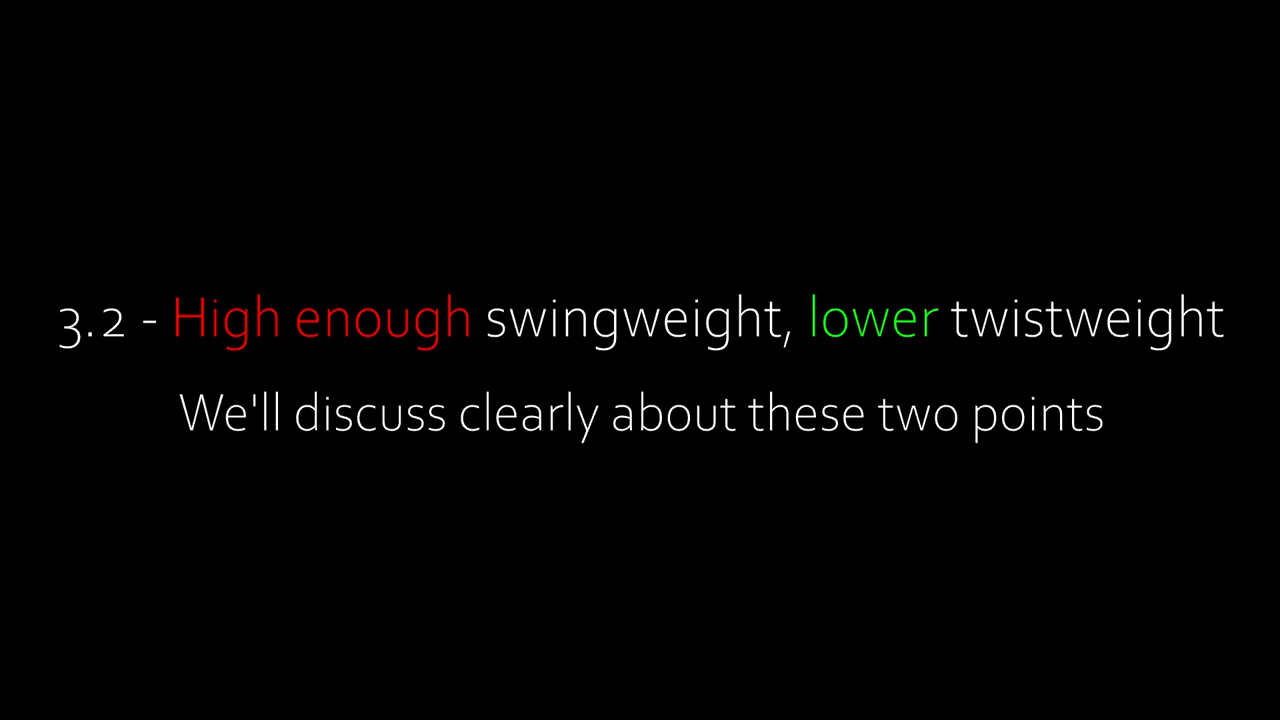 3.2 - High enough swingweight, lower twistweight
We'll discuss clearly about these two points